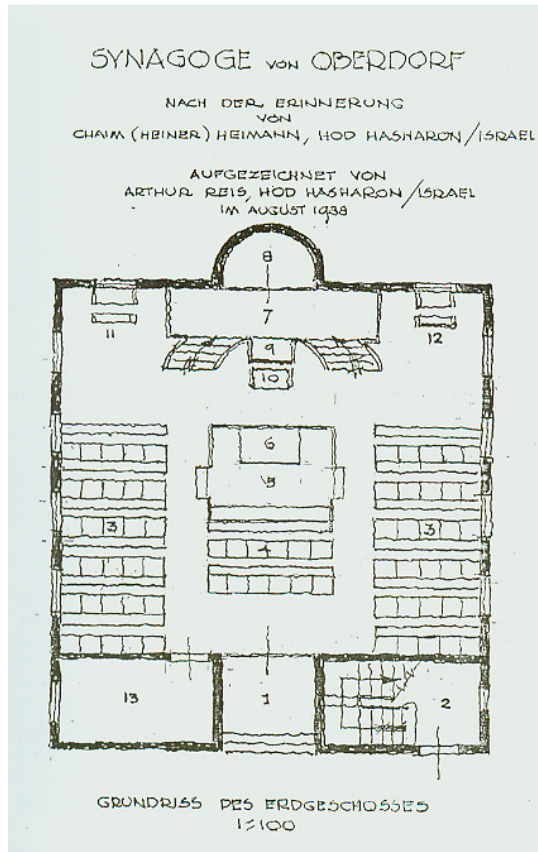 SYNAGOGE VON OBERDORF
NACH DER ERINNERUNG
VON
CHAIM (HEINER) HEIMANN, HOD HASHARON/ISRAEL
AUFGEZEICHNET VON
ARTHUR REIS, HOD HASHARON/ISRAEL
IM AUGUST 1938
8
7
11
9
12
10
6
5
3
3
4
13
1
2
GRUNDRISS DES ERDGESCHOSSES
1:100